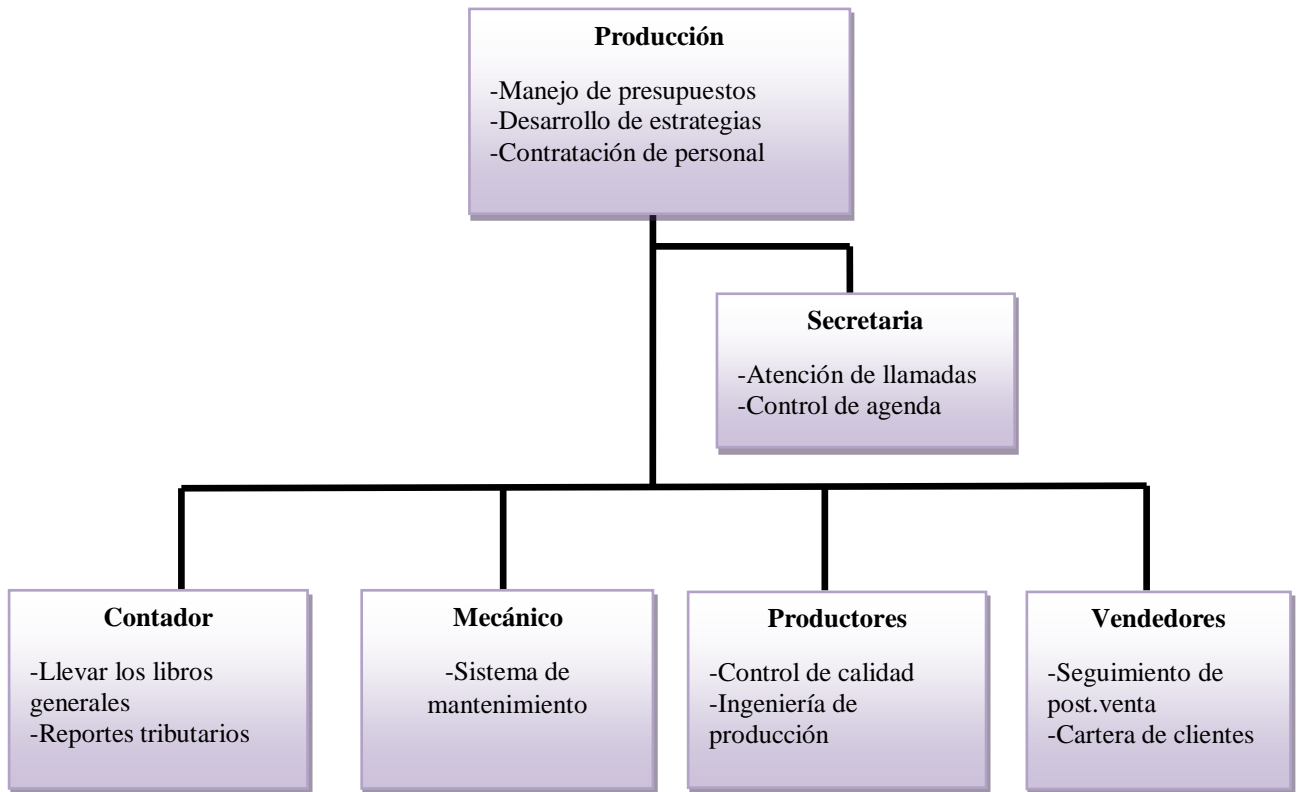 Producción
-Manejo de presupuestos
-Desarrollo de estrategias
-Contratación de personal
Secretaria
-Atención de llamadas
-Control de agenda
Contador
-Llevar los libros
generales
-Reportes tributarios
Mecánico
-Sistema de
mantenimiento
Productores
-Control de calidad
-Ingeniería de
producción
Vendedores
-Seguimiento de
post.venta
-Cartera de clientes